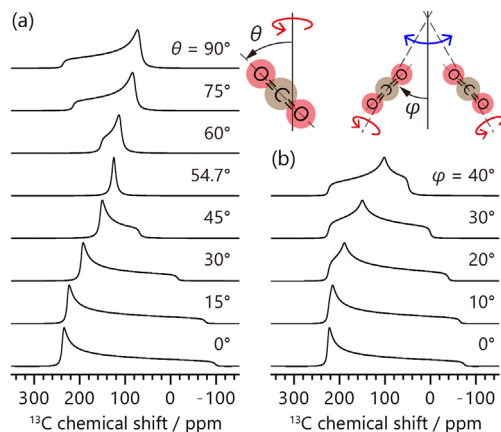 (a)
θ = 90°
75°
60°
54.7°
45°
30°
15°
0°
300 200 100 0 -100
¹³C chemical shift / ppm
θ
O C O
O C O
O C O
φ
(b)
φ = 40°
30°
20°
10°
0°
300 200 100 0 -100
¹³C chemical shift / ppm